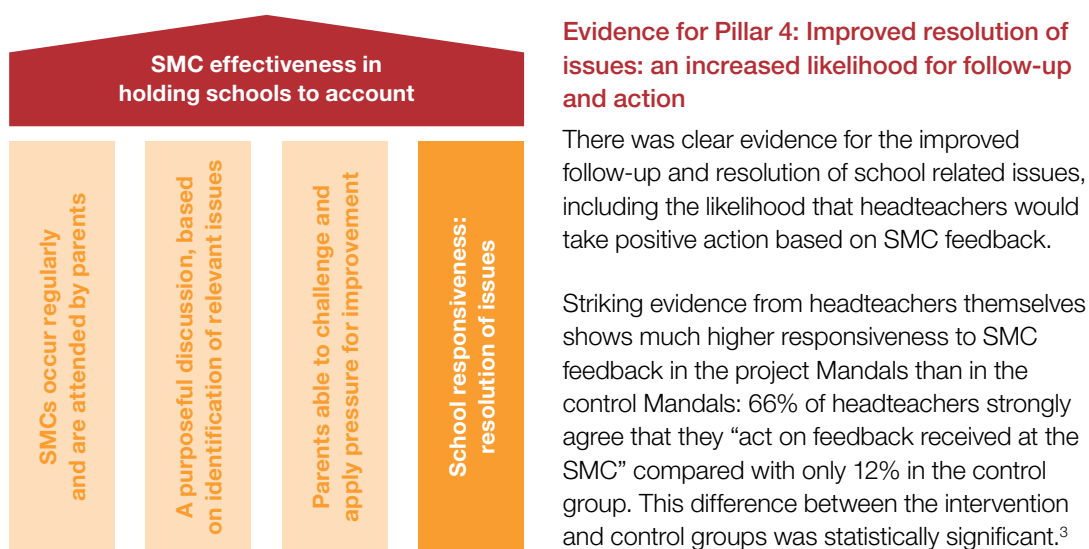 SMC effectiveness in
holding schools to account
SMCs occur regularly
and are attended by parents
A purposeful discussion, based
on identification of relevant issues
Parents able to challenge and
apply pressure for improvement
School responsiveness:
resolution of issues
Evidence for Pillar 4: Improved resolution of
issues: an increased likelihood for follow-up
and action
There was clear evidence for the improved
follow-up and resolution of school related issues,
including the likelihood that headteachers would
take positive action based on SMC feedback.
Striking evidence from headteachers themselves
shows much higher responsiveness to SMC
feedback in the project Mandals than in the
control Mandals: 66% of headteachers strongly
agree that they “act on feedback received at the
SMC” compared with only 12% in the control
group. This difference between the intervention
and control groups was statistically significant.³